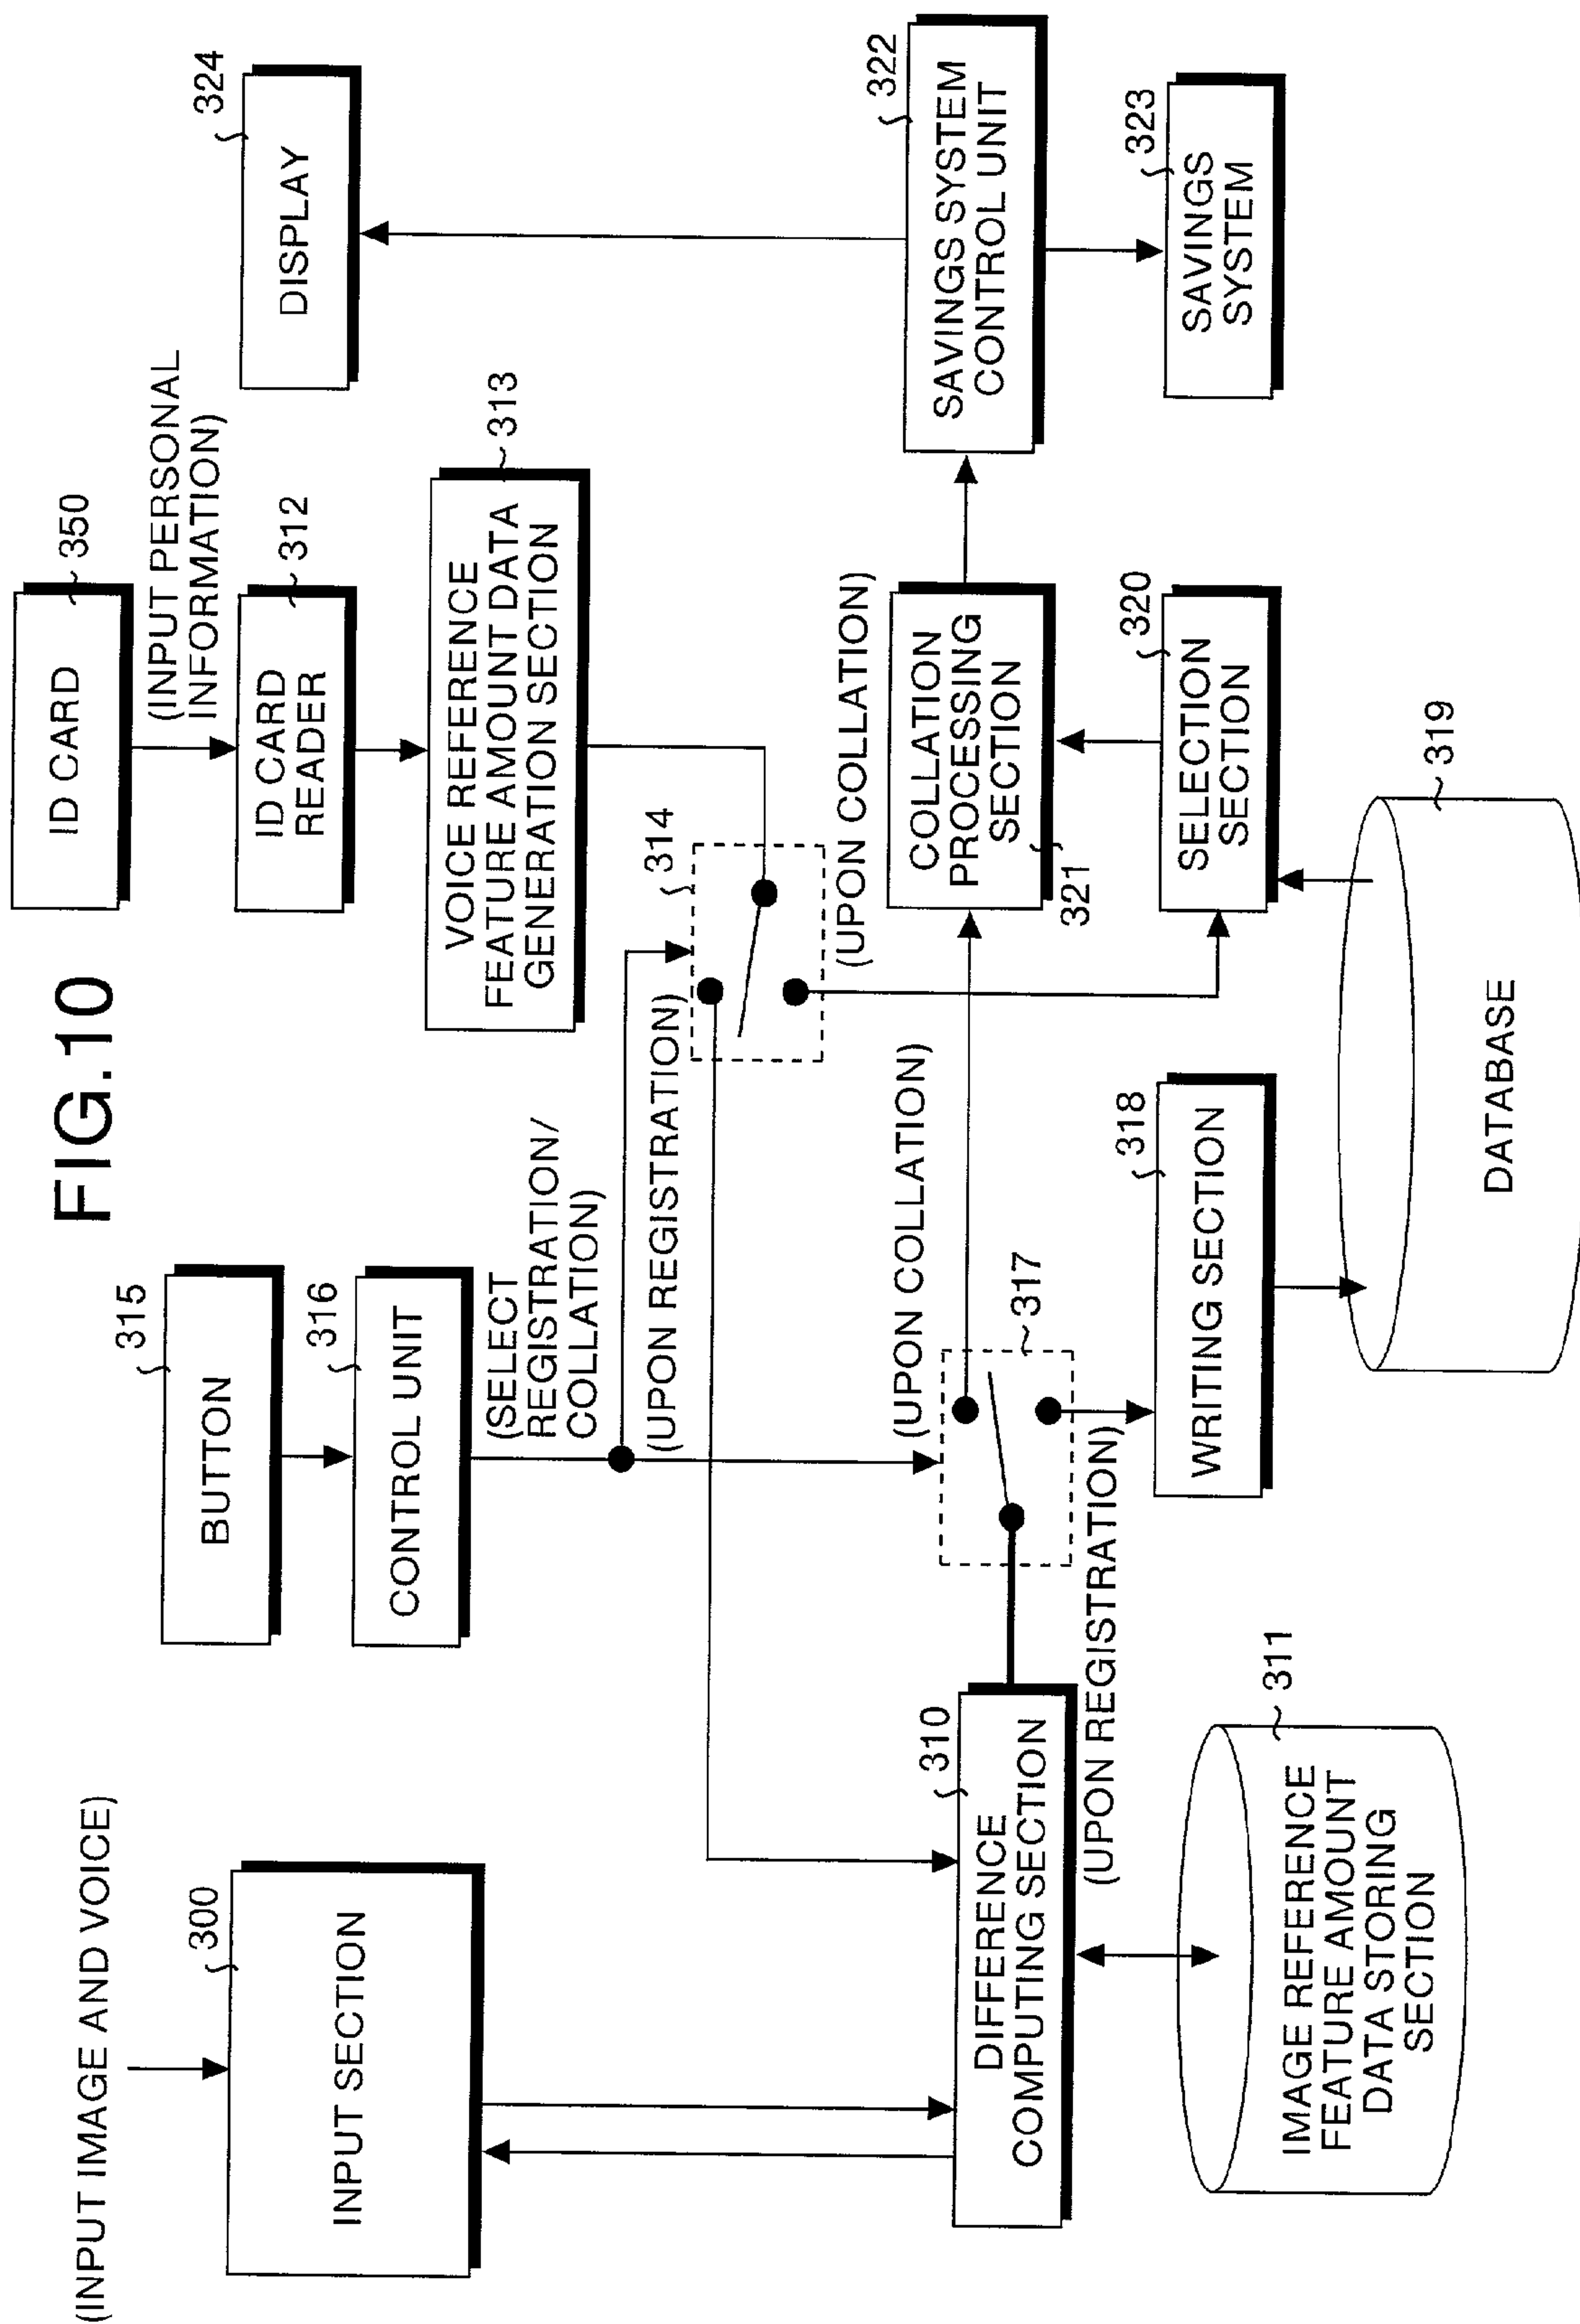 FIG.10
(INPUT IMAGE AND VOICE)
300
INPUT SECTION
315
BUTTON
316
CONTROL UNIT
(SELECT
REGISTRATION/
COLLATION)
350
ID CARD
(INPUT PERSONAL
INFORMATION)
312
ID CARD
READER
313
VOICE REFERENCE
FEATURE AMOUNT DATA
GENERATION SECTION
324
DISPLAY
(UPON REGISTRATION)
314
(UPON COLLATION)
310
DIFFERENCE
COMPUTING SECTION
(UPON REGISTRATION)
(UPON COLLATION)
317
COLLATION
PROCESSING
SECTION
321
322
SAVINGS SYSTEM
CONTROL UNIT
311
IMAGE REFERENCE
FEATURE AMOUNT
DATA STORING
SECTION
318
WRITING SECTION
320
SELECTION
SECTION
323
SAVINGS
SYSTEM
319
DATABASE